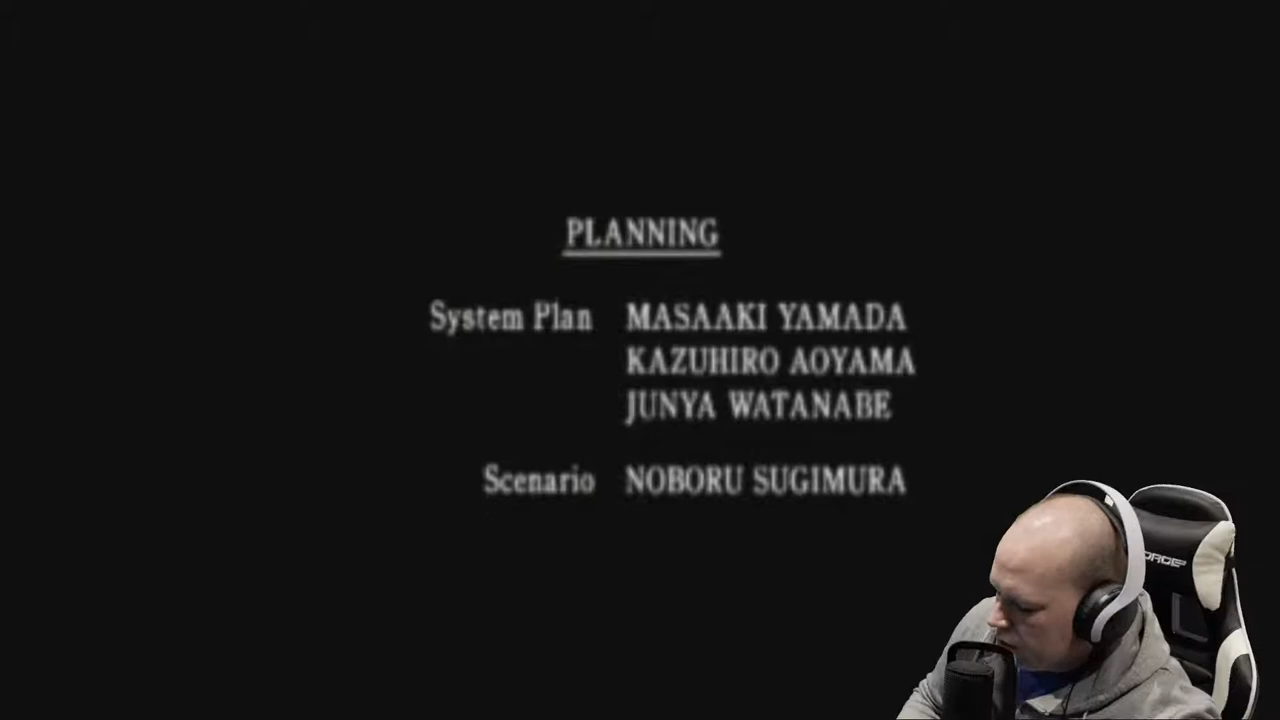 PLANNING
System Plan MASAAKI YAMADA
KAZUHIRO AOYAMA
JUNYA WATANABE
Scenario NOBORU SUGIMURA